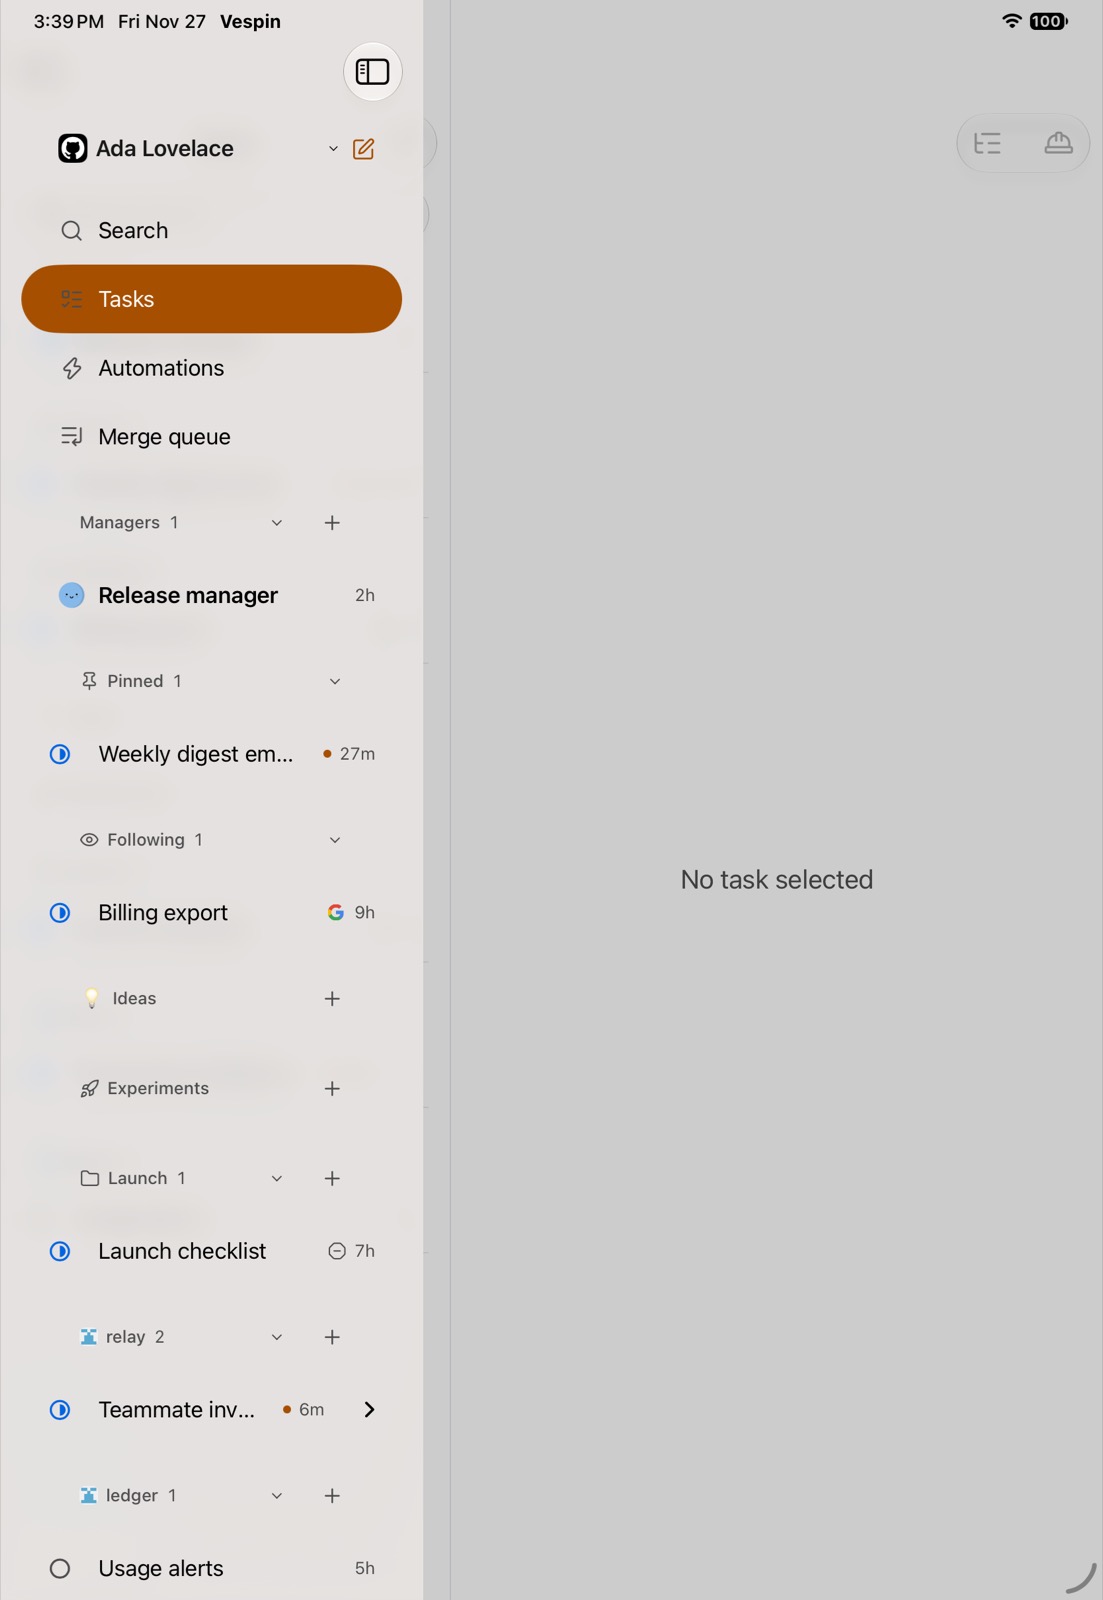 3:39 PM Fri Nov 27 Vespin
100
Ada Lovelace
Search
Tasks
Automations
Merge queue
Managers 1
Release manager 2h
Pinned 1
Weekly digest em... 27m
Following 1
Billing export 9h
Ideas
Experiments
Launch 1
Launch checklist 7h
relay 2
Teammate inv... 6m
ledger 1
Usage alerts 5h
No task selected